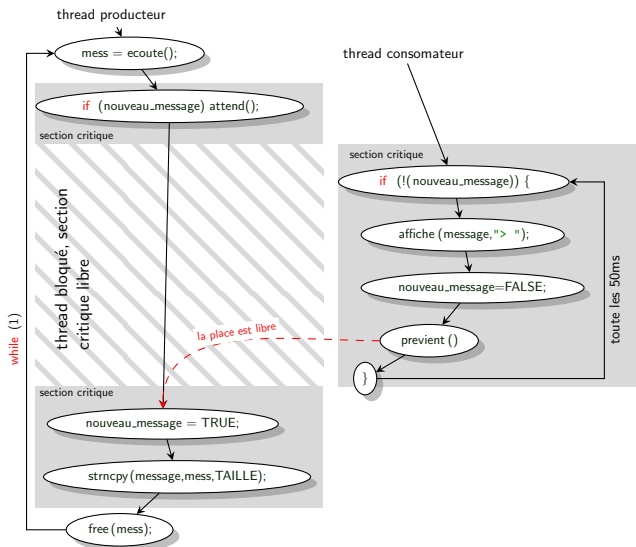 thread producteur
mess = ecoute();
if (nouveau_message) attend();
section critique
thread bloqué, section
critique libre
while (1)
section critique
nouveau_message = TRUE;
strncpy(message,mess,TAILLE);
free(mess);
la place est libre
thread consomateur
section critique
if (!(nouveau_message)) {
affiche (message,"> ");
nouveau_message=FALSE;
previent ()
}
toute les 50ms